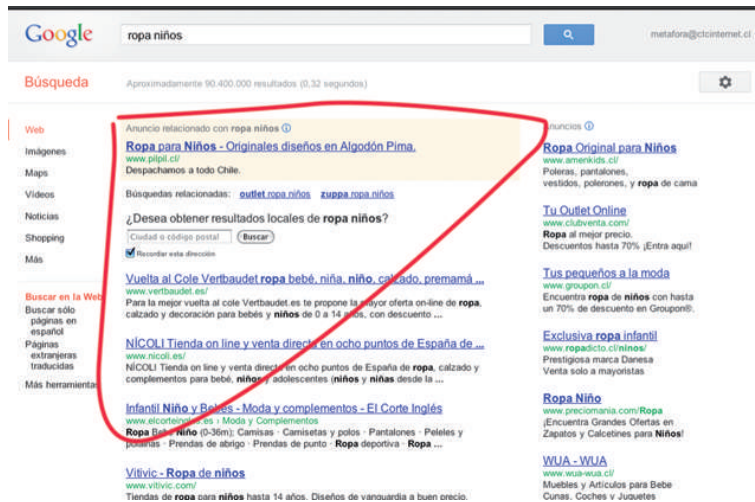 Google
ropa niños
metafora@ctcinternet.cl
Búsqueda
Aproximadamente 90.400.000 resultados (0,32 segundos)
Web
Imágenes
Maps
Vídeos
Noticias
Shopping
Más
Buscar en la Web
Buscar sólo
páginas en
español
Páginas
extranjeras
traducidas
Más herramientas
Anuncio relacionado con ropa niños
Ropa para Niños - Originales diseños en Algodón Pima.
www.pilpil.cl/
Despachamos a todo Chile.
Búsquedas relacionadas: outlet ropa niños zuppa ropa niños
¿Desea obtener resultados locales de ropa niños?
Ciudad o código postal Buscar
Recordar esta dirección
Vuelta al Cole Vertbaudet ropa bebé, niña, niño, calzado, premamá ...
www.vertbaudet.es/
Para la mejor vuelta al cole Vertbaudet.es te propone la mayor oferta on-line de ropa,
calzado y decoración para bebés y niños de 0 a 14 años, con descuento ...
NÍCOLI Tienda on line y venta directa en ocho puntos de España de ...
www.nicoli.es/
NÍCOLI Tienda on line y venta directa en ocho puntos de España de ropa, calzado y
complementos para bebé, niños y adolescentes (niños y niñas desde la ...
Infantil Niño y Bebés - Moda y complementos - El Corte Inglés
www.elcorteingles.es › Moda y Complementos
Ropa Bebé Niño (0-36m); Camisas · Camisetas y polos · Pantalones · Peleles y
polainas · Prendas de abrigo · Prendas de punto · Ropa deportiva · Ropa ...
Vitivic - Ropa de niños
www.vitivic.com/
Tiendas de ropa para niños hasta 14 años. Diseños de vanguardia a buen precio.
Anuncios
Ropa Original para Niños
www.amenkids.cl/
Poleras, pantalones,
vestidos, polerones, y ropa de cama
Tu Outlet Online
www.clubventa.com/
Ropa al mejor precio.
Descuentos hasta 70% ¡Entra aquí!
Tus pequeños a la moda
www.groupon.cl/
Encuentra ropa de niños con hasta
un 70% de descuento en Groupon®.
Exclusiva ropa infantil
www.ropadicto.cl/ninos/
Prestigiosa marca Danesa
Venta solo a mayoristas
Ropa Niño
www.preciomania.com/Ropa
¡Encuentra Grandes Ofertas en
Zapatos y Calcetines para Niños!
WUA - WUA
www.wua-wua.cl/
Muebles y Artículos para Bebe
Cunas, Coches y Juguetes